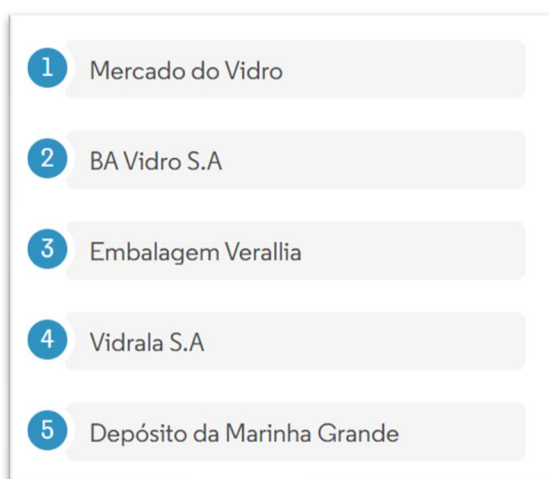 1 Mercado do Vidro
2 BA Vidro S.A
3 Embalagem Verallia
4 Vidrala S.A
5 Depósito da Marinha Grande